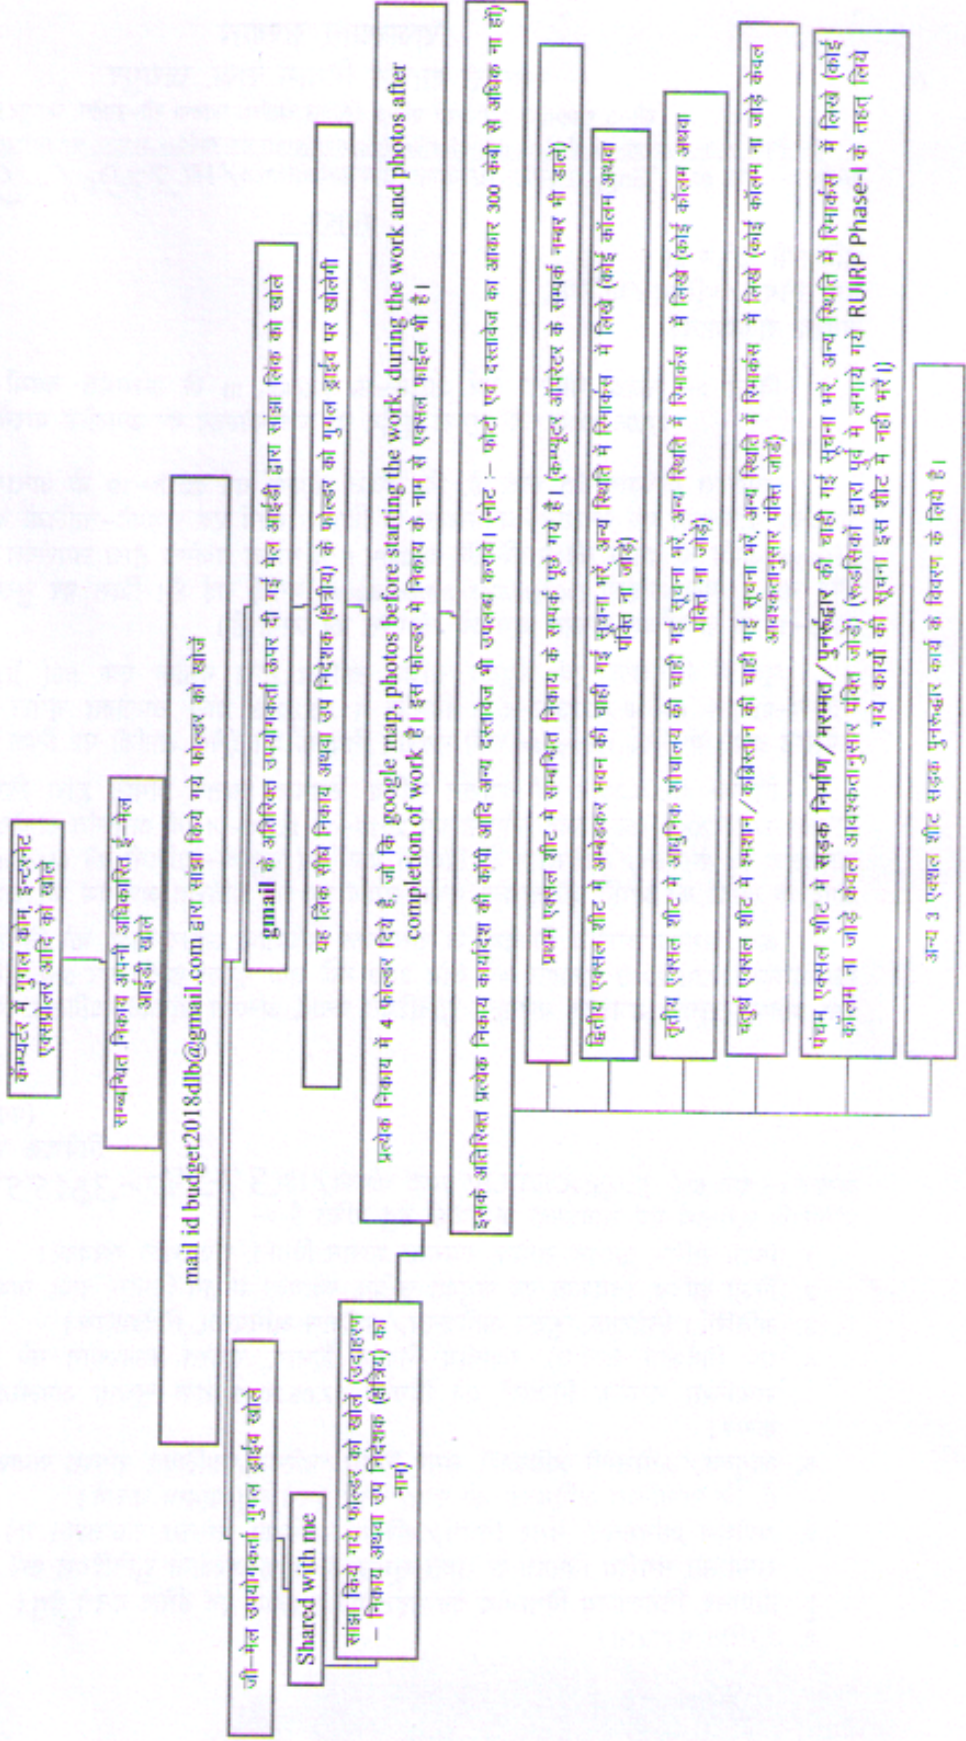 कॅम्प्यूटर में गुगल क्रोम, इन्टरनेट
एक्सप्लोरर आदि को खोले
सम्बन्धित निकाय अपनी अधिकारित ई-मेल
आईडी खोले
mail id budget2018dlb@gmail.com द्वारा सांझा किये गये फोल्डर को खोजें
जी-मेल उपयोगकर्ता गुगल ड्राईव खोले
Shared with me
सांझा किये गये फोल्डर को खोले (उदाहरण
– निकाय अथवा उप निदेशक (क्षेत्रिय) का
नाम)
gmail के अतिरिक्त उपयोगकर्ता ऊपर दी गई मेल आईडी द्वारा सांझा लिंक को खोले
यह लिंक सीधे निकाय अथवा उप निदेशक (क्षेत्रीय) के फोल्डर को गुगल ड्राईव पर खोलेगी
प्रत्येक निकाय में 4 फोल्डर दिये है, जो कि google map, photos before starting the work, during the work and photos after
completion of work है। इस फोल्डर में निकाय के नाम से एक्सल फाईल भी है।
इसके अतिरिक्त प्रत्येक निकाय कार्यादेश की कॉपी आदि अन्य दस्तावेज भी उपलब्ध कराये। (नोट :– फोटो एवं दस्तावेज का आकार 300 केबी से अधिक ना हों)
प्रथम एक्सल शीट में सम्बन्धित निकाय के सम्पर्क पूछे गये है। (कम्प्यूटर ऑपरेटर के सम्पर्क नम्बर भी डाले)
द्वितीय एक्सल शीट में अम्बेडकर भवन की चाही गई सूचना भरें, अन्य स्थिति में रिमार्कस में लिखे (कोई कॉलम अथवा
पंक्ति ना जोड़े)
तृतीय एक्सल शीट में आधुनिक शौचालय की चाही गई सूचना भरें, अन्य स्थिति में रिमार्कस में लिखे (कोई कॉलम अथवा
पंक्ति ना जोड़े)
चतुर्थ एक्सल शीट में शमशान/कब्रिस्तान की चाही गई सूचना भरें, अन्य स्थिति में रिमार्कस में लिखे (कोई कॉलम ना जोड़े केवल
आवश्यकतानुसार पंक्ति जोड़े)
पंचम एक्सल शीट में सड़क निर्माण/मरम्मत/पुनरूद्धार की चाही गई सूचना भरें, अन्य स्थिति में रिमार्कस में लिखे (कोई
कॉलम ना जोड़े केवल आवश्यकतानुसार पंक्ति जोड़े) (रूडसिको द्वारा पूर्व में लगाये गये RUIRP Phase-I के तहत् लिये
गये कार्यो की सूचना इस शीट में नही भरे।)
अन्य 3 एक्सल शीट सड़क पुनरूद्धार कार्य के विवरण के लिये है।